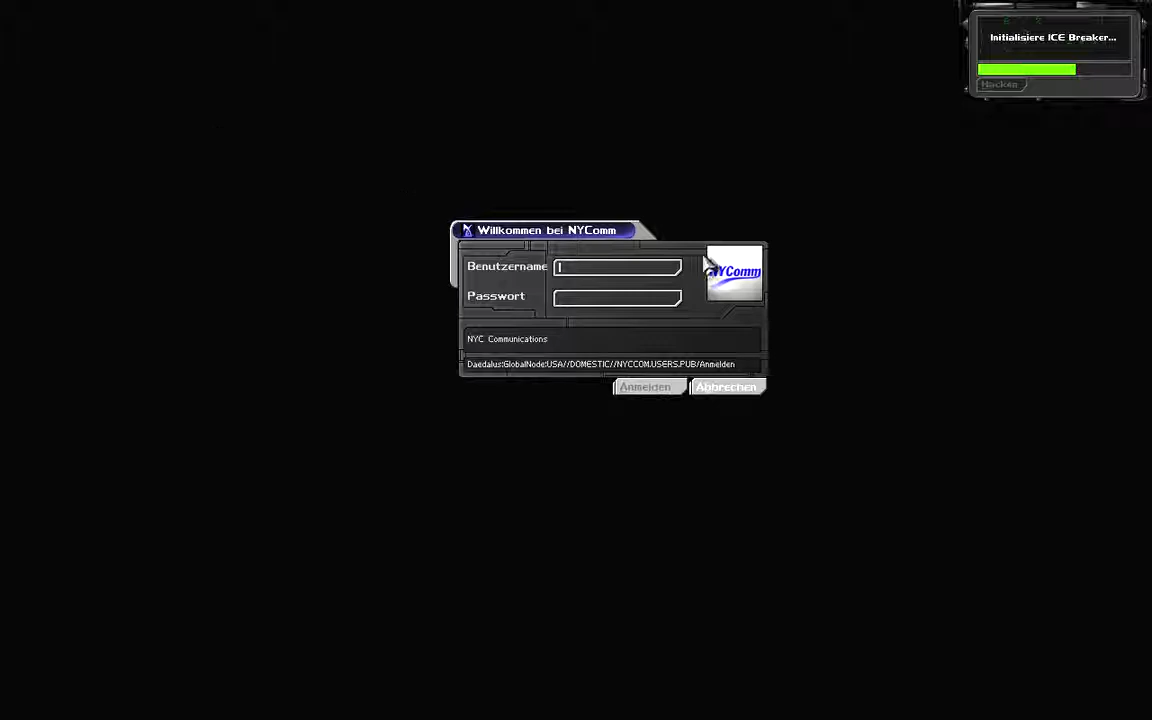 Initialisiere ICE Breaker...
Hacken
Willkommen bei NYComm
Benutzername
NYComm
Passwort
NYC Communications
Daedalus:GlobalNode:USA//DOMESTIC//NYCCOM.USERS.PUB/Anmelden
Anmelden
Abbrechen